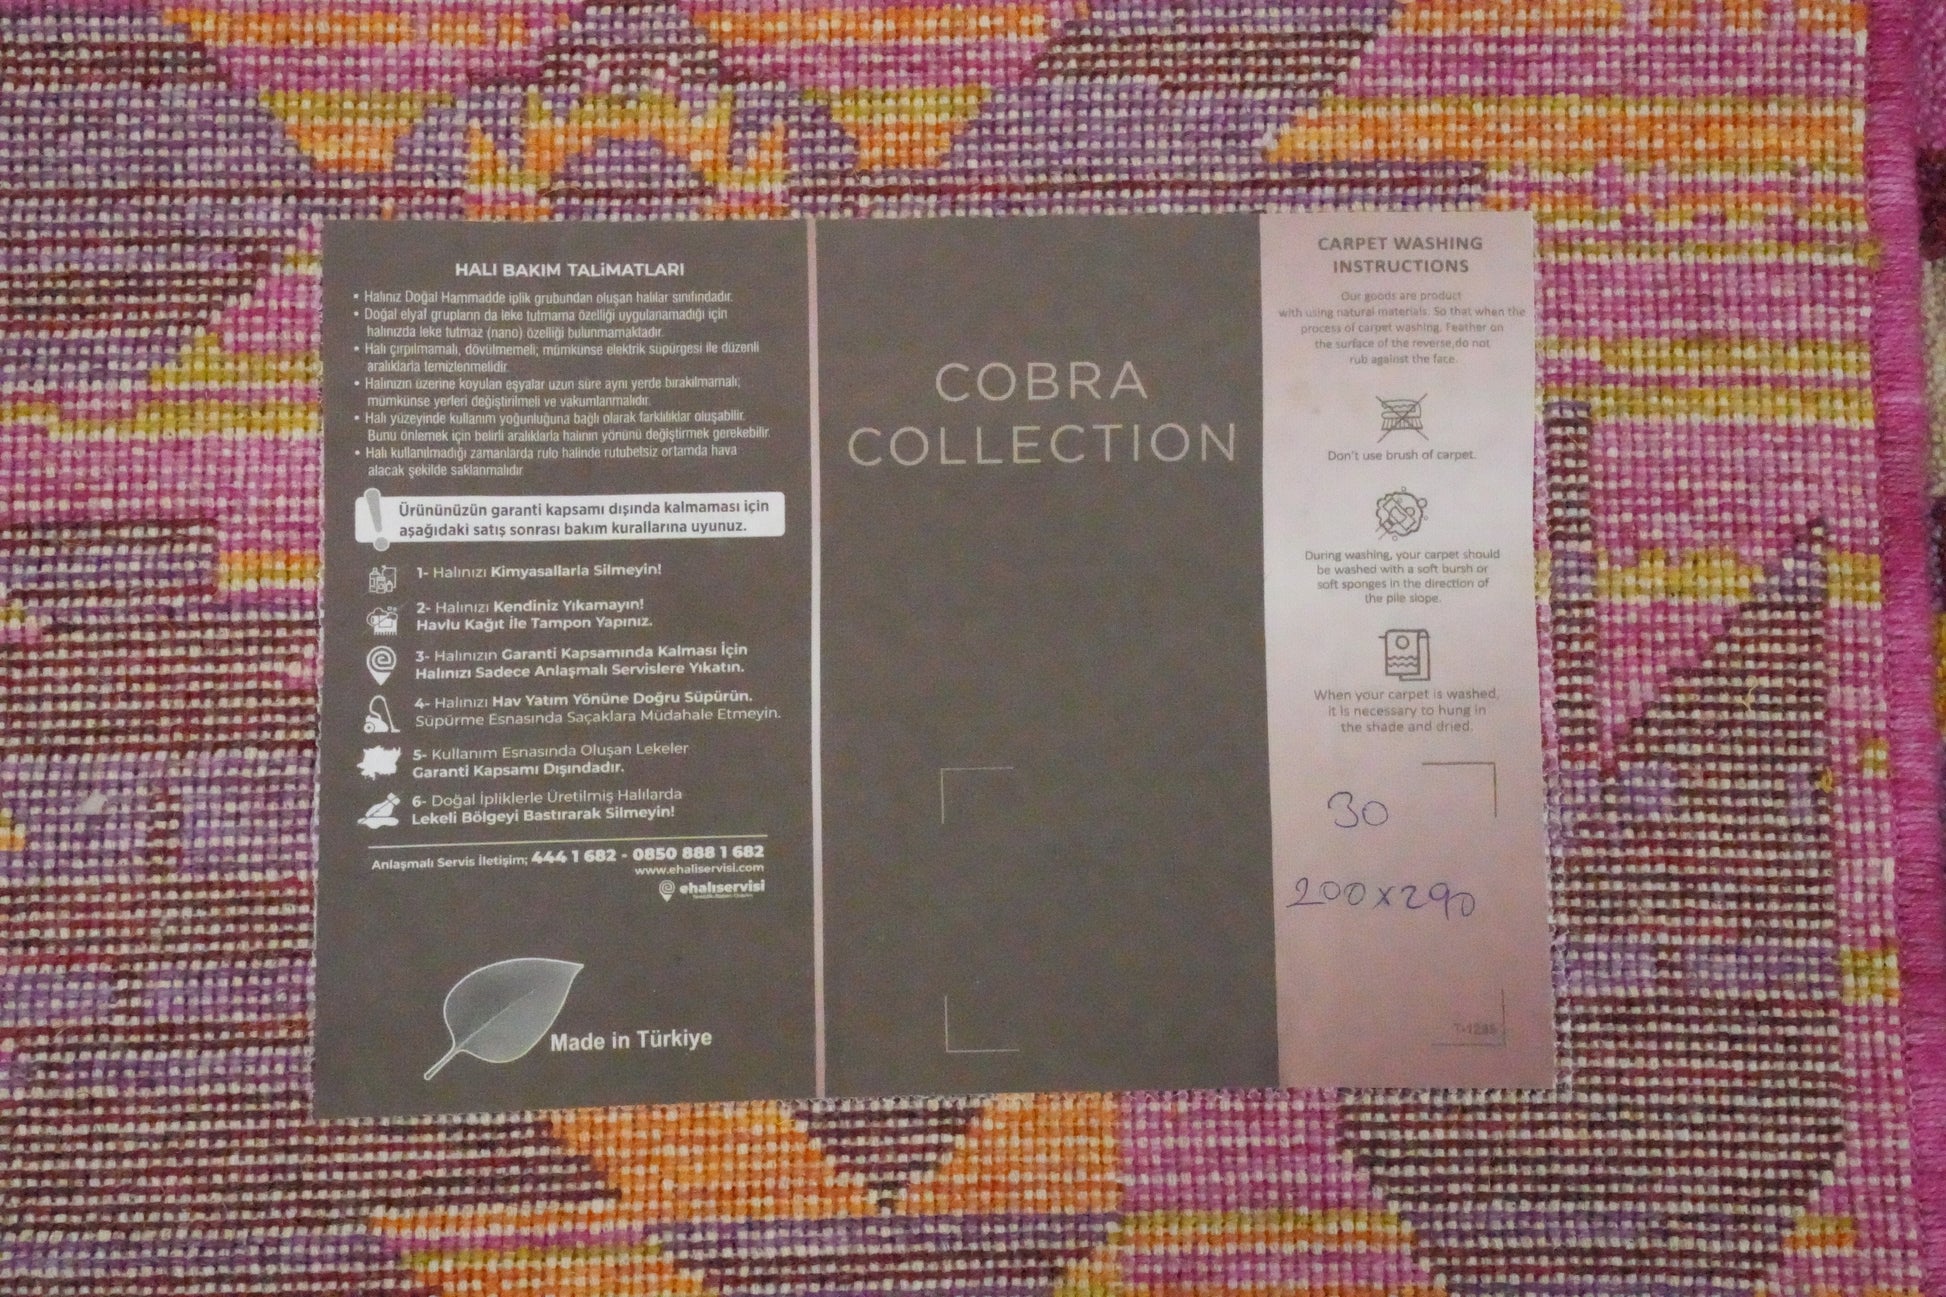 HALI BAKIM TALiMATLARI
• Halınız Doğal Hammadde iplik grubundan oluşan halılar sınıfındadır.
• Doğal elyaf grupların da leke tutmama özelliği uygulanamadığı için
halınızda leke tutmaz (nano) özelliği bulunmamaktadır.
• Halı çırpılmamalı, dövülmemeli; mümkünse elektrik süpürgesi ile düzenli
aralıklarla temizlenmelidir.
• Halınızın üzerine koyulan eşyalar uzun süre aynı yerde bırakılmamalı;
mümkünse yerleri değiştirilmeli ve vakumlanmalıdır.
• Halı yüzeyinde kullanım yoğunluğuna bağlı olarak farklılıklar oluşabilir.
Bunu önlemek için belirli aralıklarla halının yönünü değiştirmek gerekebilir.
• Halı kullanılmadığı zamanlarda rulo halinde rutubetsiz ortamda hava
alacak şekilde saklanmalıdır
Ürününüzün garanti kapsamı dışında kalmaması için
aşağıdaki satış sonrası bakım kurallarına uyunuz.
1- Halınızı Kimyasallarla Silmeyin!
2- Halınızı Kendiniz Yıkamayın!
Havlu Kağıt İle Tampon Yapınız.
3- Halınızın Garanti Kapsamında Kalması İçin
Halınızı Sadece Anlaşmalı Servislere Yıkatın.
4- Halınızı Hav Yatım Yönüne Doğru Süpürün.
Süpürme Esnasında Saçaklara Müdahale Etmeyin.
5- Kullanım Esnasında Oluşan Lekeler
Garanti Kapsamı Dışındadır.
6- Doğal İpliklerle Üretilmiş Halılarda
Lekeli Bölgeyi Bastırarak Silmeyin!
Anlaşmalı Servis İletişim; 444 1 682 - 0850 888 1 682
www.ehaliservisi.com
ehalıservisi
Made in Türkiye
COBRA
COLLECTION
CARPET WASHING
INSTRUCTIONS
Our goods are product
with using natural materials. So that when the
process of carpet washing. Feather on
the surface of the reverse,do not
rub against the face.
Don't use brush of carpet.
During washing, your carpet should
be washed with a soft bursh or
soft sponges in the direction of
the pile slope.
When your carpet is washed,
it is necessary to hung in
the shade and dried.
30
200x290